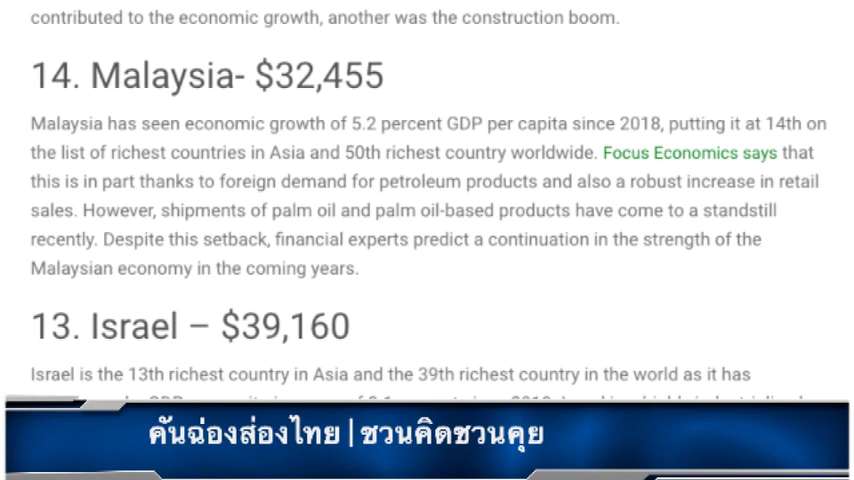 contributed to the economic growth, another was the construction boom.
14. Malaysia- $32,455
Malaysia has seen economic growth of 5.2 percent GDP per capita since 2018, putting it at 14th on
the list of richest countries in Asia and 50th richest country worldwide. Focus Economics says that
this is in part thanks to foreign demand for petroleum products and also a robust increase in retail
sales. However, shipments of palm oil and palm oil-based products have come to a standstill
recently. Despite this setback, financial experts predict a continuation in the strength of the
Malaysian economy in the coming years.
13. Israel – $39,160
Israel is the 13th richest country in Asia and the 39th richest country in the world as it has
คันฉ่องส่องไทย | ชวนคิดชวนคุย